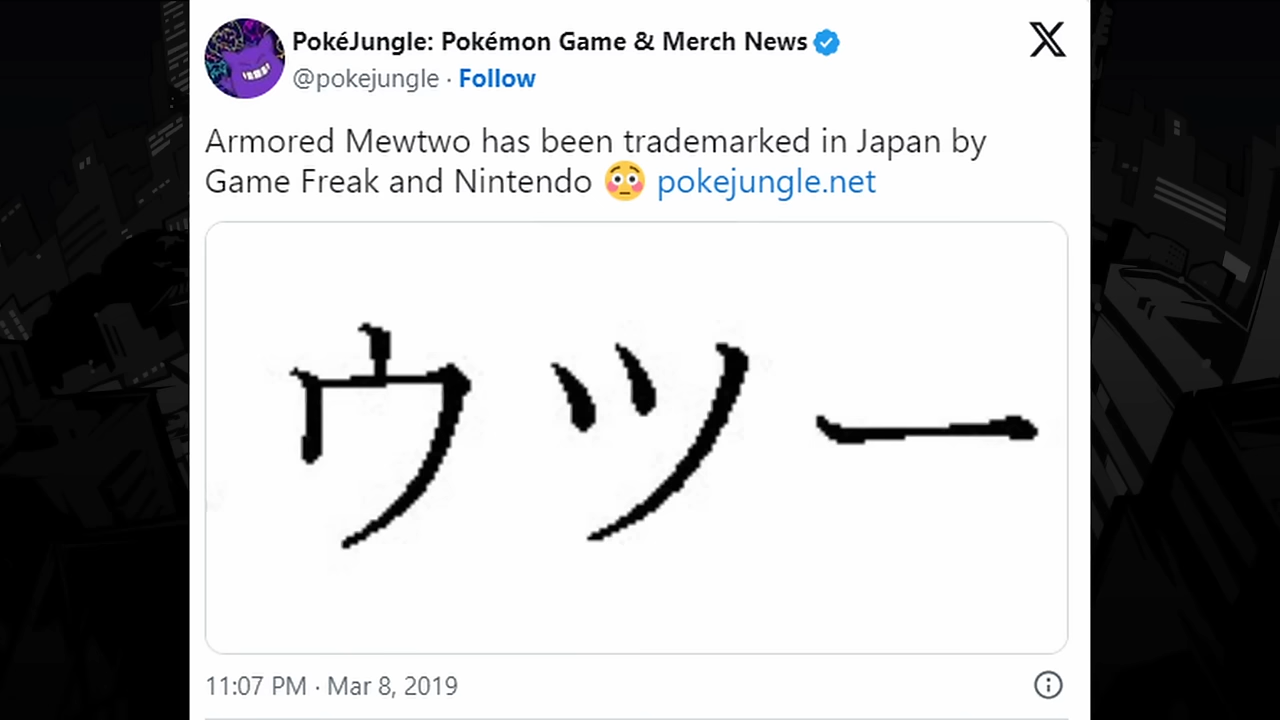 PokéJungle: Pokémon Game & Merch News
@pokejungle · Follow
Armored Mewtwo has been trademarked in Japan by
Game Freak and Nintendo 😳 pokejungle.net
ウツー
11:07 PM · Mar 8, 2019